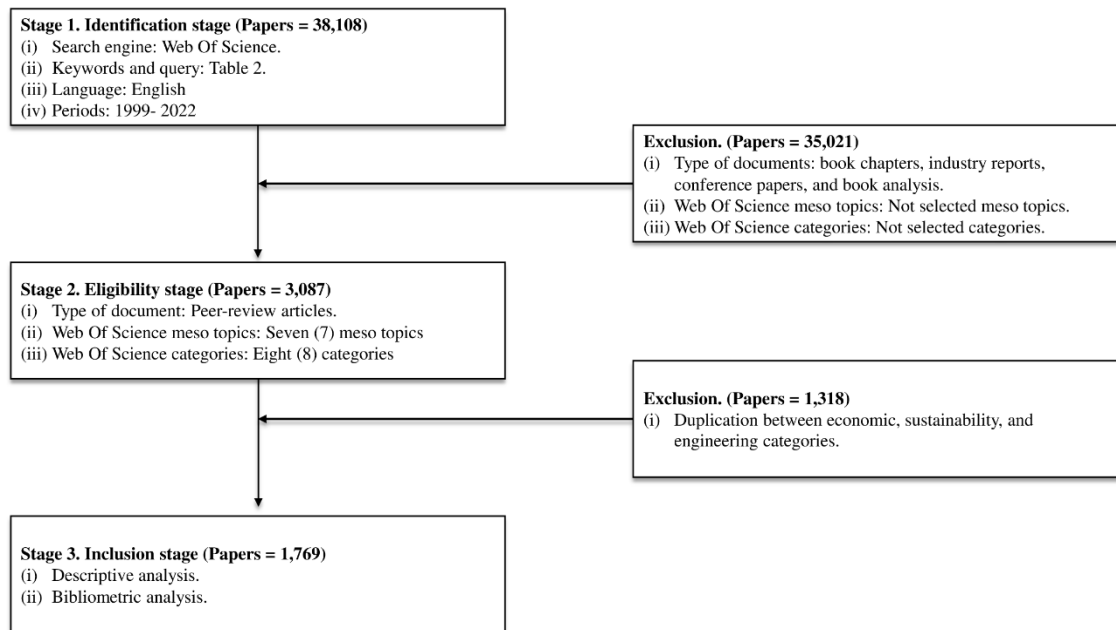 Stage 1. Identification stage (Papers = 38,108)
(i) Search engine: Web Of Science.
(ii) Keywords and query: Table 2.
(iii) Language: English
(iv) Periods: 1999- 2022
Exclusion. (Papers = 35,021)
(i) Type of documents: book chapters, industry reports,
conference papers, and book analysis.
(ii) Web Of Science meso topics: Not selected meso topics.
(iii) Web Of Science categories: Not selected categories.
Stage 2. Eligibility stage (Papers = 3,087)
(i) Type of document: Peer-review articles.
(ii) Web Of Science meso topics: Seven (7) meso topics
(iii) Web Of Science categories: Eight (8) categories
Exclusion. (Papers = 1,318)
(i) Duplication between economic, sustainability, and
engineering categories.
Stage 3. Inclusion stage (Papers = 1,769)
(i) Descriptive analysis.
(ii) Bibliometric analysis.